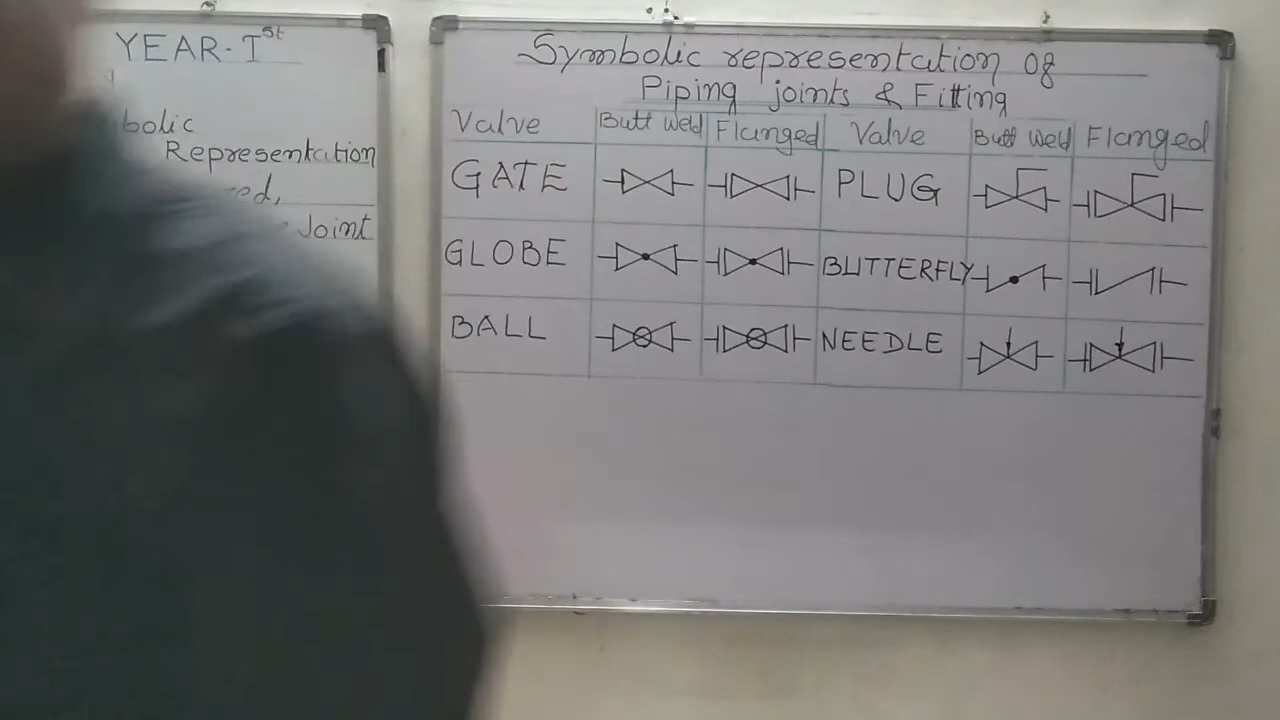 YEAR-Ist
bolic
Representation
Joint
Symbolic representation of
Piping joints & Fitting
Valve Butt weld Flanged Valve Butt weld Flanged
GATE PLUG
GLOBE BUTTERFLY
BALL NEEDLE